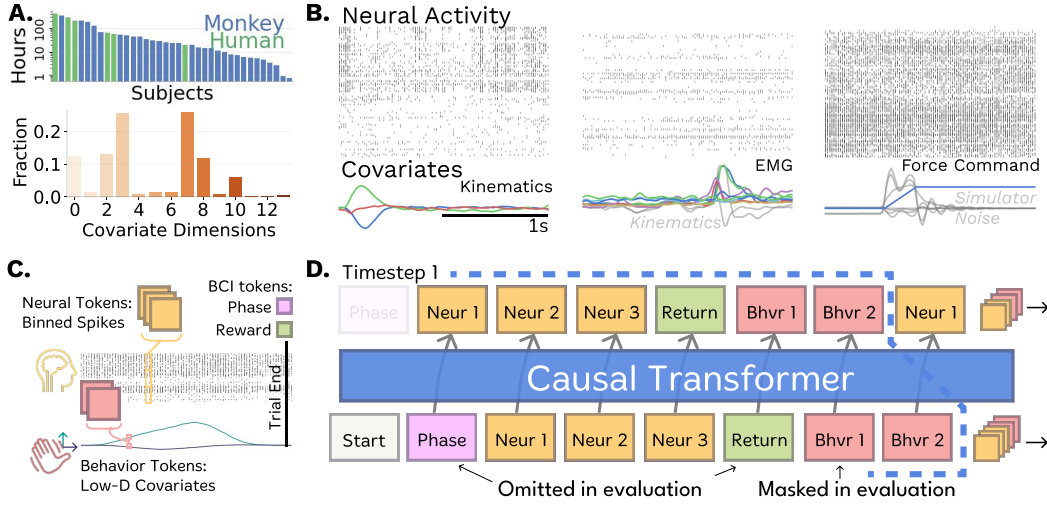 A.
Hours
100
10
1
Monkey
Human
Subjects
Fraction
0.2
0.1
0.0
0 2 4 6 8 10 12
Covariate Dimensions
B.
Neural Activity
Covariates
Kinematics
1s
EMG
Kinematics
Force Command
Simulator
Noise
C.
Neural Tokens:
Binned Spikes
BCI tokens:
Phase
Reward
Trial End
Behavior Tokens:
Low-D Covariates
D.
Timestep 1
Phase Neur 1 Neur 2 Neur 3 Return Bhvr 1 Bhvr 2 Neur 1
Causal Transformer
Start Phase Neur 1 Neur 2 Neur 3 Return Bhvr 1 Bhvr 2
Omitted in evaluation
Masked in evaluation